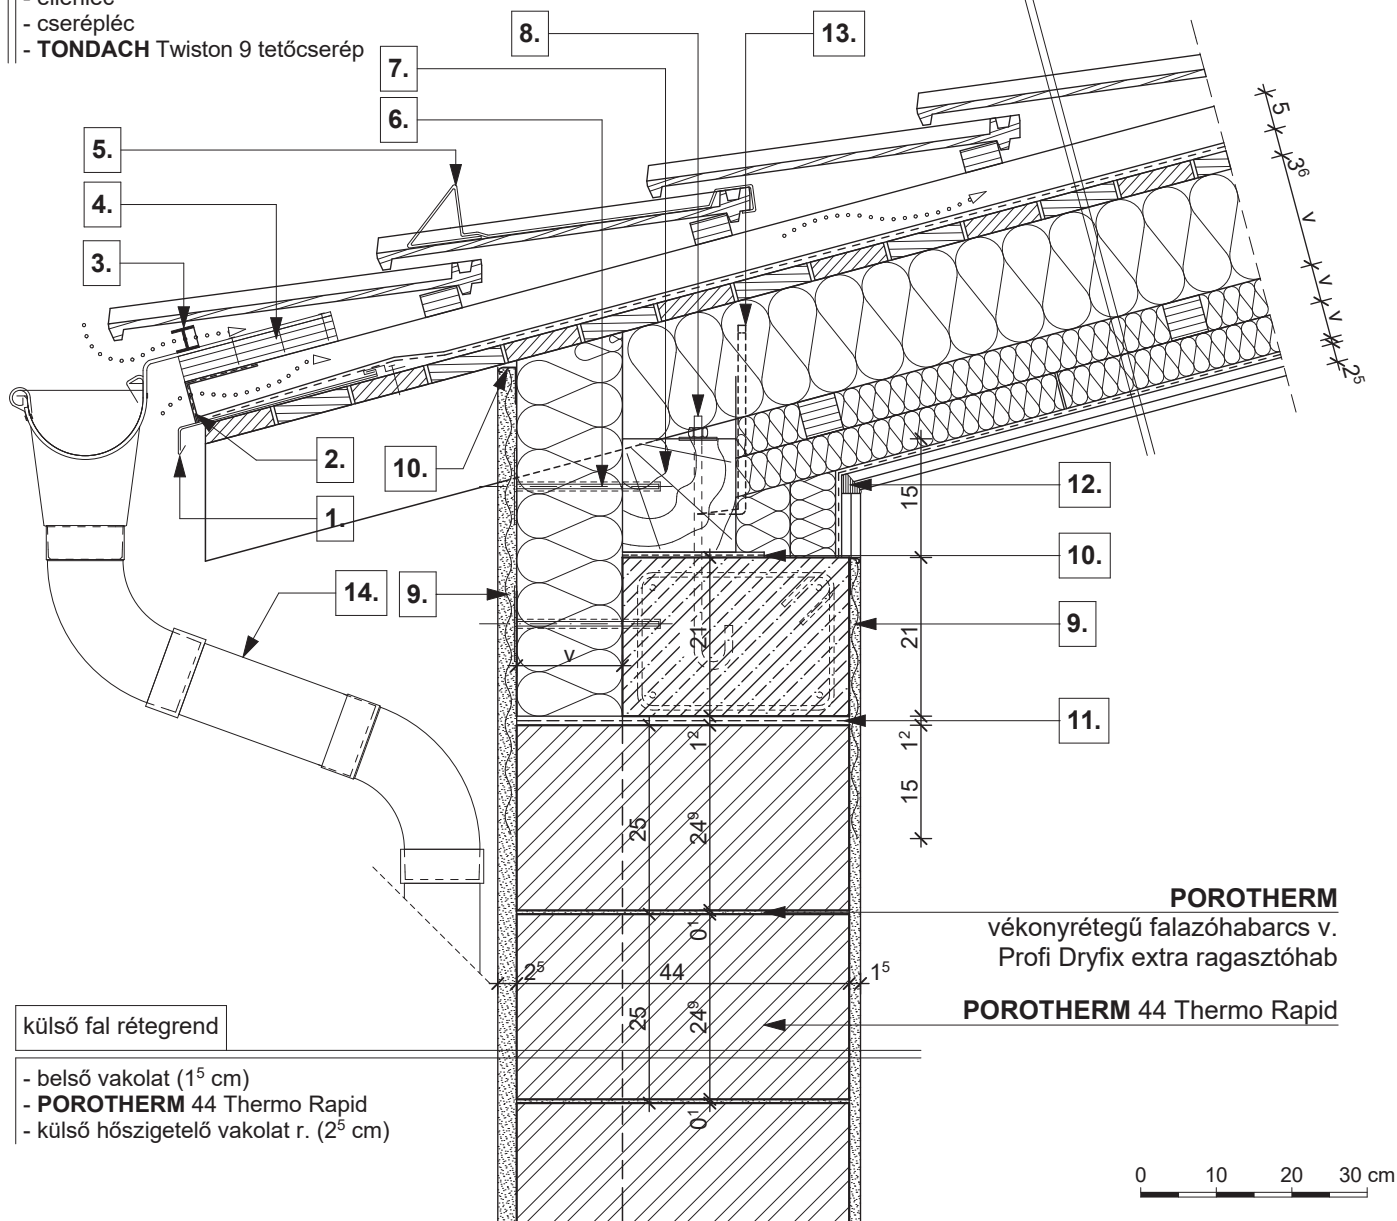 - ellenléc
- cserépléc
- TONDACH Twiston 9 tetőcserép
8.
13.
7.
6.
5.
4.
3.
2.
1.
10.
14.
9.
12.
10.
9.
11.
5
3⁶
v
v
v
2⁵
15
21
1²
15
v
21
1²
25
24⁹
0¹
2⁵
44
1⁵
25
24⁹
0¹
POROTHERM
vékonyrétegű falazóhabarcs v.
Profi Dryfix extra ragasztóhab
POROTHERM 44 Thermo Rapid
külső fal rétegrend
- belső vakolat (1⁵ cm)
- POROTHERM 44 Thermo Rapid
- külső hőszigetelő vakolat r. (2⁵ cm)
0 10 20 30 cm